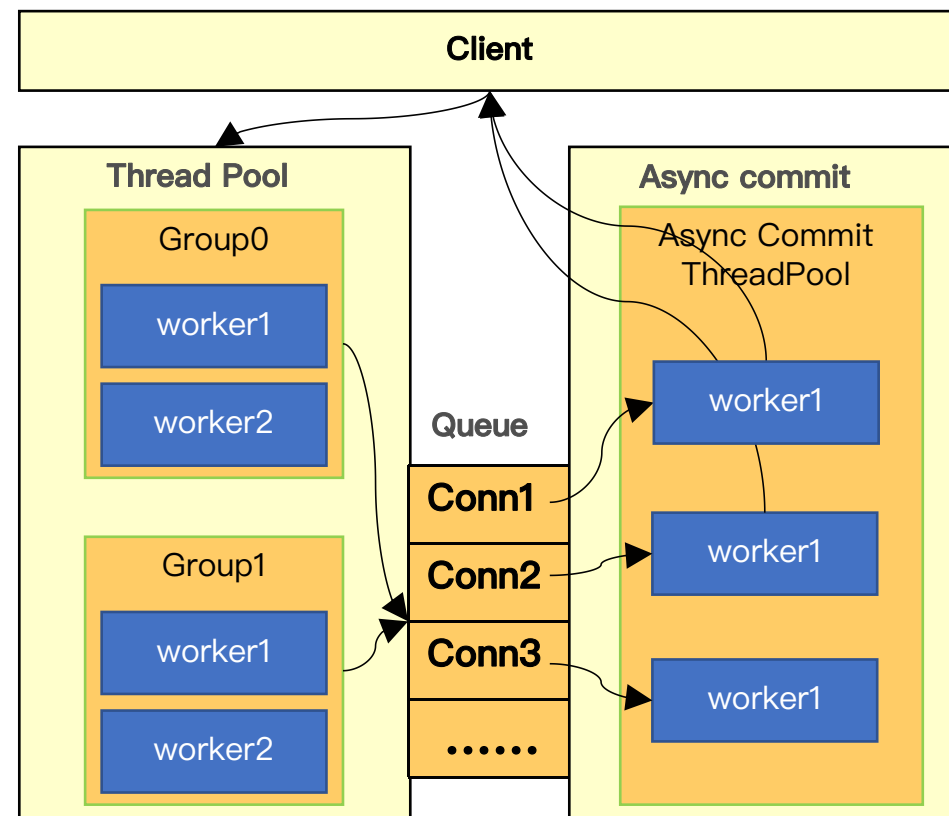 Client
Thread Pool
Group0
worker1
worker2
Group1
worker1
worker2
Queue
Conn1
Conn2
Conn3
......
Async commit
Async Commit
ThreadPool
worker1
worker1
worker1